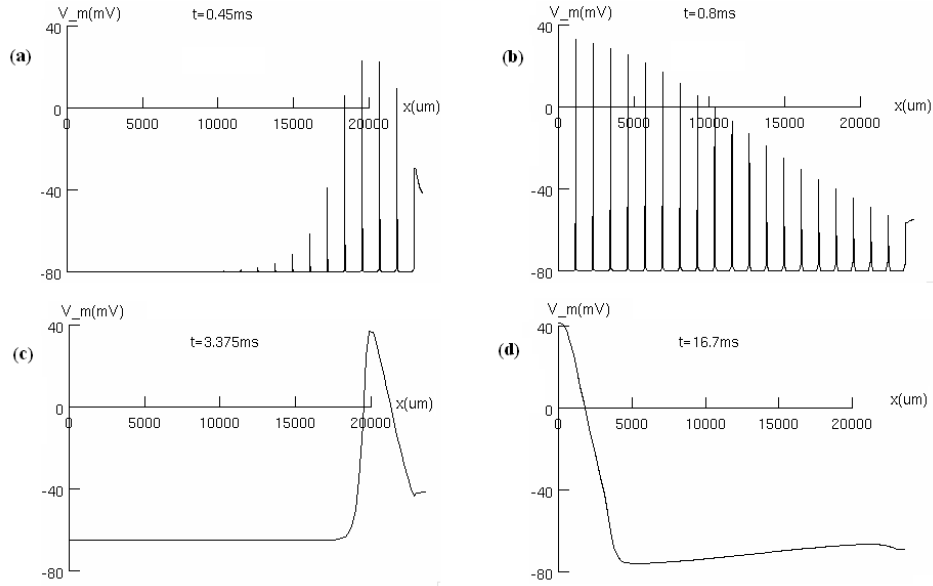 V_m(mV) t=0.45ms
(a)
40
0
-40
-80
x(um)
0 5000 10000 15000 20000
V_m(mV) t=0.8ms
(b)
40
0
-40
-80
x(um)
0 5000 10000 15000 20000
V_m(mV)
t=3.375ms
(c)
40
0
-40
-80
x(um)
0 5000 10000 15000 20000
V_m(mV)
t=16.7ms
(d)
40
0
-40
-80
x(um)
0 5000 10000 15000 20000